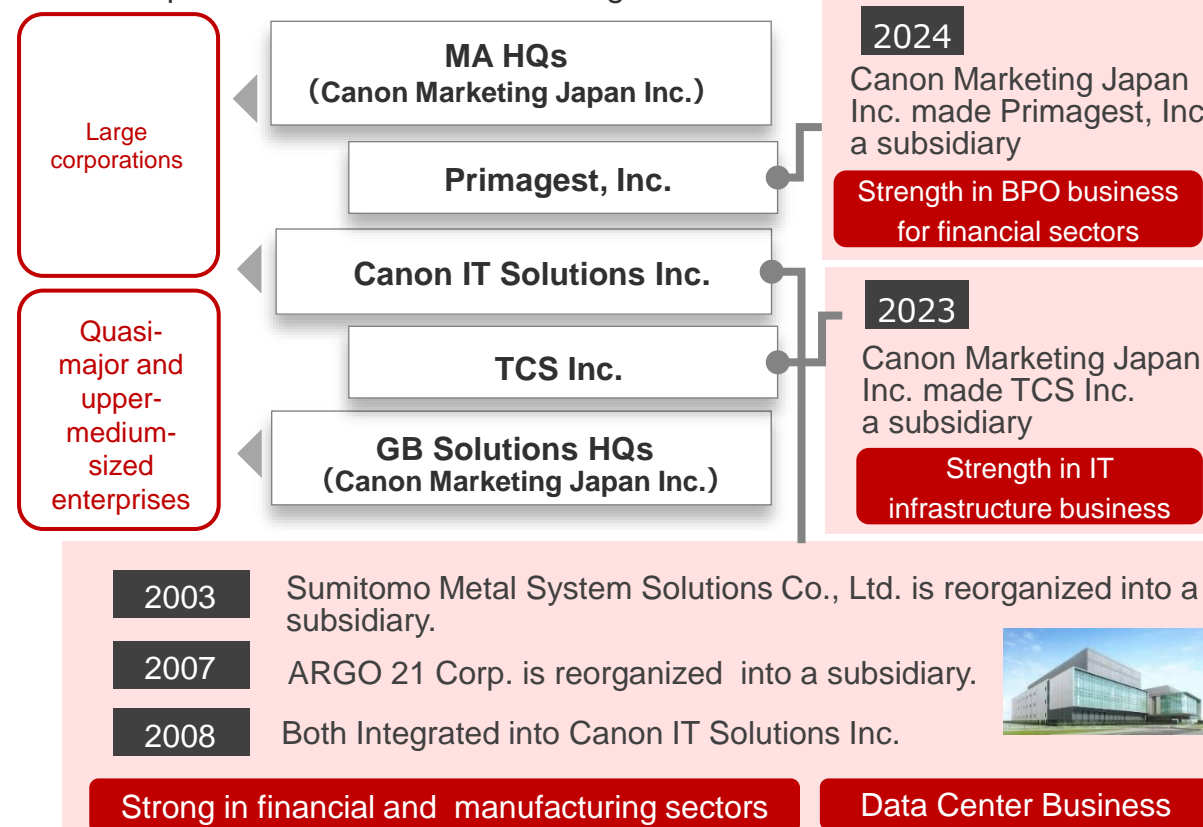 Large
corporations
Quasi-
major and
upper-
medium-
sized
enterprises
MA HQs
（Canon Marketing Japan Inc.）
Primagest, Inc.
Canon IT Solutions Inc.
TCS Inc.
GB Solutions HQs
（Canon Marketing Japan Inc.）
2024
Canon Marketing Japan
Inc. made Primagest, Inc
a subsidiary
Strength in BPO business
for financial sectors
2023
Canon Marketing Japan
Inc. made TCS Inc.
a subsidiary
Strength in IT
infrastructure business
2003
Sumitomo Metal System Solutions Co., Ltd. is reorganized into a
subsidiary.
2007
ARGO 21 Corp. is reorganized into a subsidiary.
2008
Both Integrated into Canon IT Solutions Inc.
Strong in financial and manufacturing sectors
Data Center Business